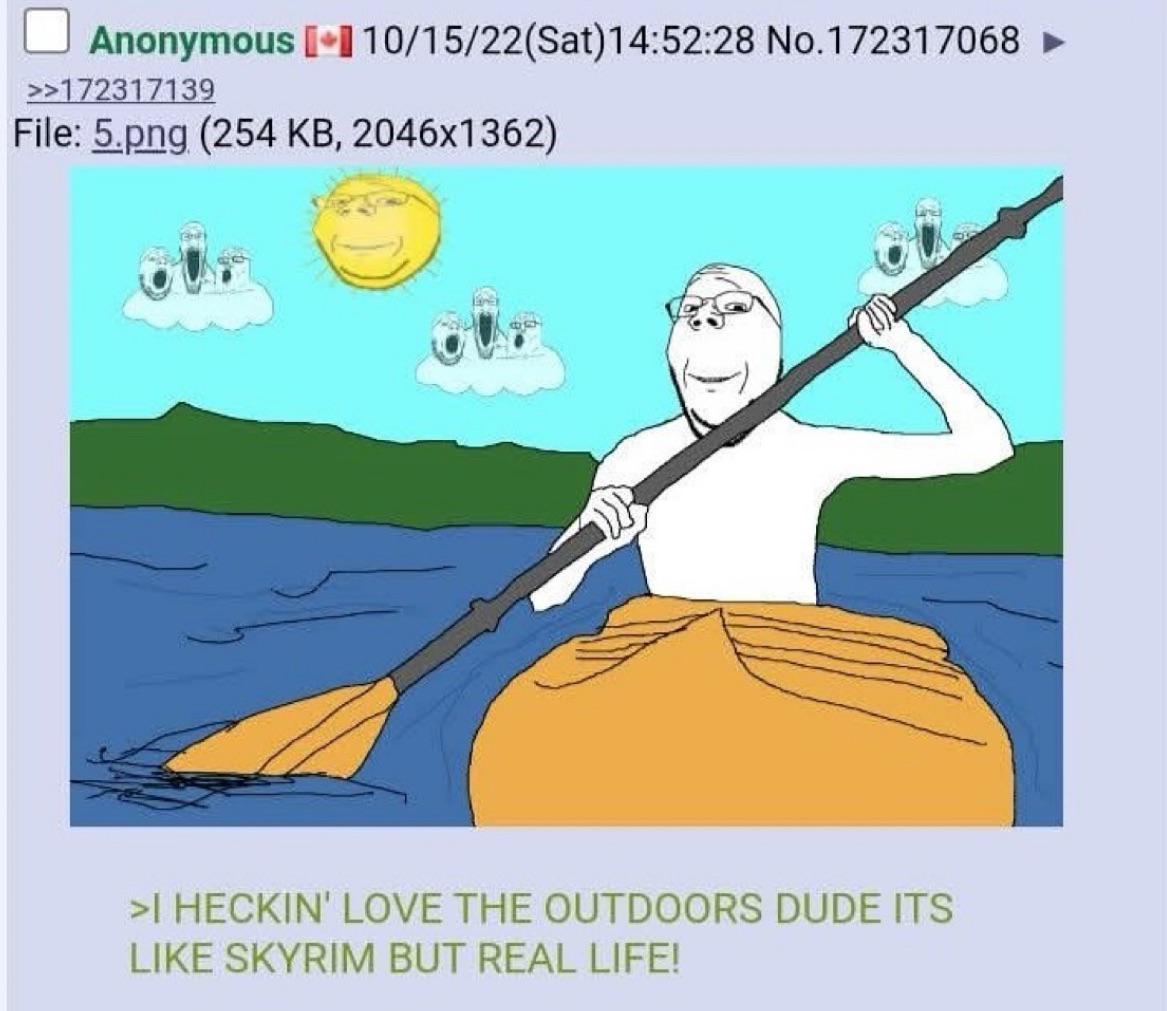 Anonymous 10/15/22(Sat)14:52:28 No.172317068 ▶
>>172317139
File: 5.png (254 KB, 2046x1362)
>I HECKIN' LOVE THE OUTDOORS DUDE ITS
LIKE SKYRIM BUT REAL LIFE!